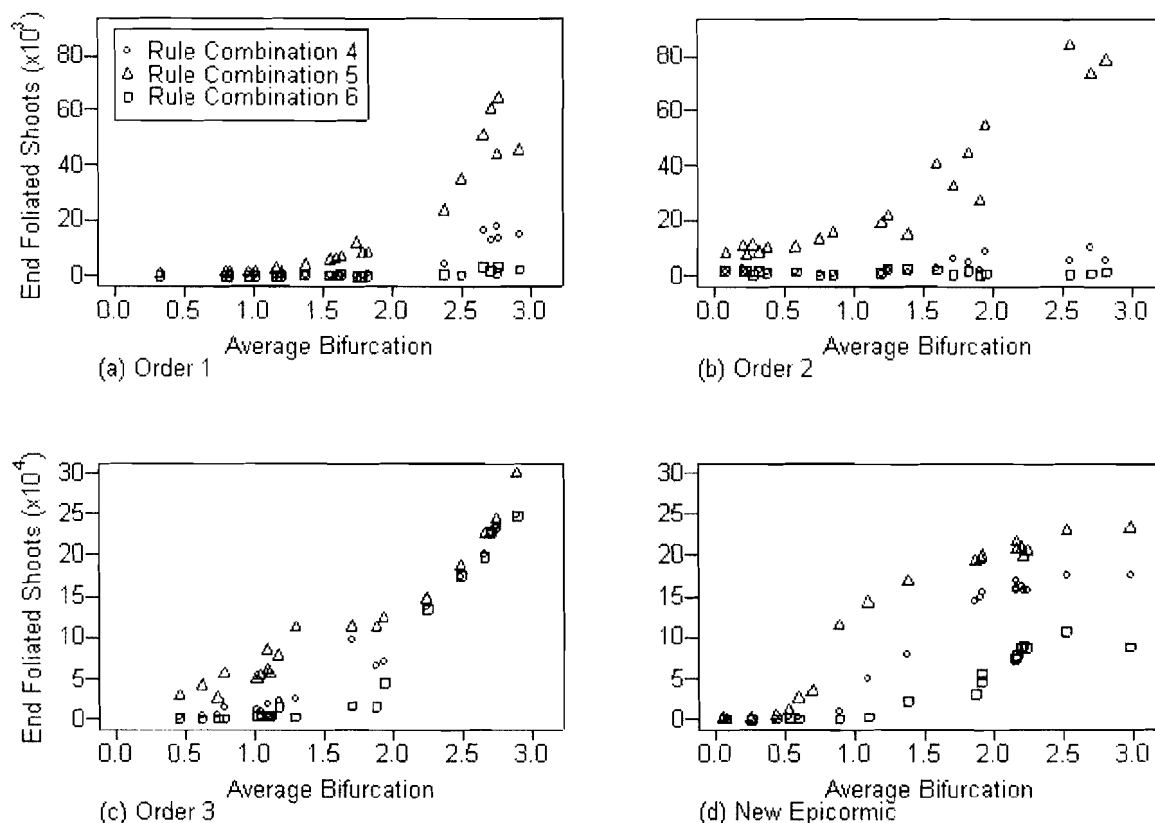 End Foliated Shoots (x10³)
80
60
40
20
0
○ Rule Combination 4
△ Rule Combination 5
□ Rule Combination 6
0.0 0.5 1.0 1.5 2.0 2.5 3.0
Average Bifurcation
(a) Order 1
80
60
40
20
0
0.0 0.5 1.0 1.5 2.0 2.5 3.0
Average Bifurcation
(b) Order 2
End Foliated Shoots (x10⁴)
30
25
20
15
10
5
0
0.0 0.5 1.0 1.5 2.0 2.5 3.0
Average Bifurcation
(c) Order 3
30
25
20
15
10
5
0
0.0 0.5 1.0 1.5 2.0 2.5 3.0
Average Bifurcation
(d) New Epicormic